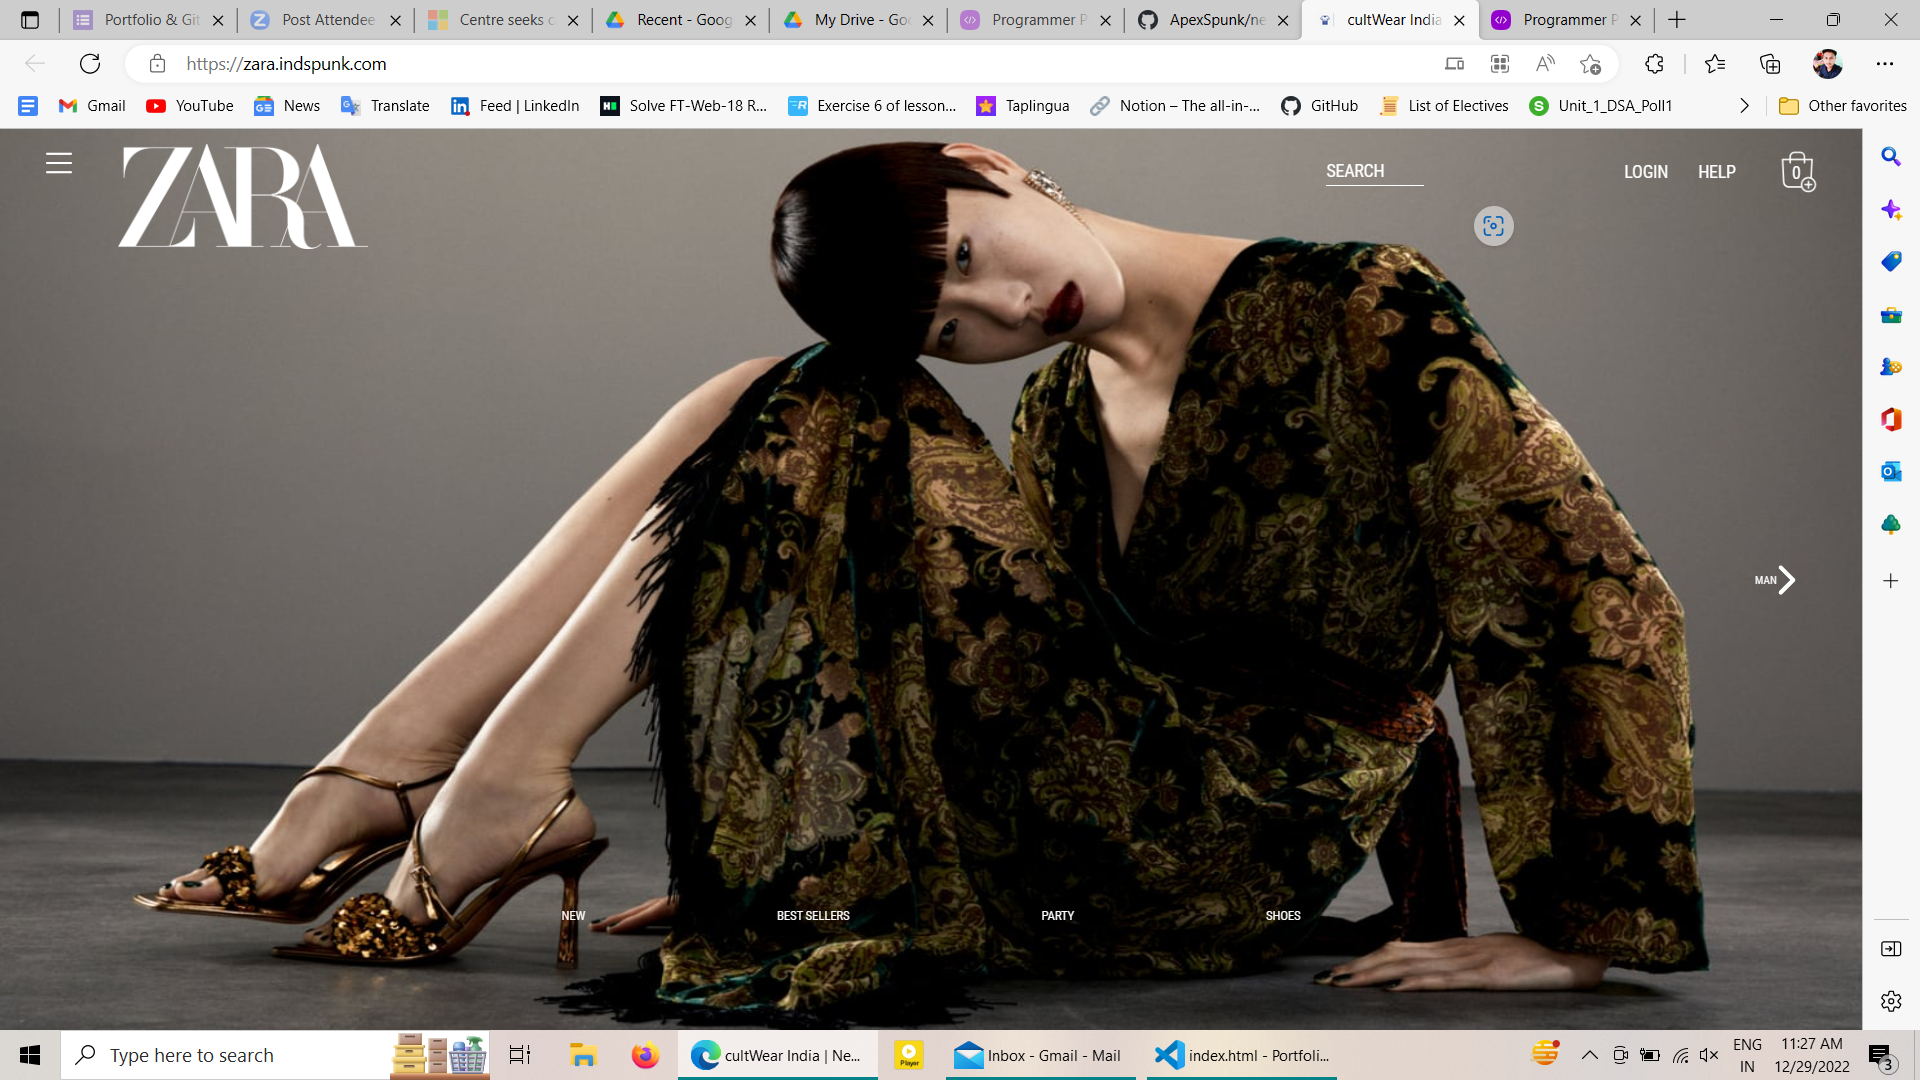 Portfolio & Git
Post Attendee
Centre seeks c
Recent - Goog
My Drive - Goo
Programmer P
ApexSpunk/ne
cultWear India
Programmer P
https://zara.indspunk.com
Gmail
YouTube
News
Translate
Feed | LinkedIn
Solve FT-Web-18 R...
Exercise 6 of lesson...
Taplingua
Notion – The all-in-...
GitHub
List of Electives
Unit_1_DSA_Poll1
Other favorites
ZARA
SEARCH
LOGIN
HELP
0
MAN
NEW
BEST SELLERS
PARTY
SHOES
Type here to search
cultWear India | Ne...
Player
Inbox - Gmail - Mail
index.html - Portfoli...
ENG
IN
11:27 AM
12/29/2022
3